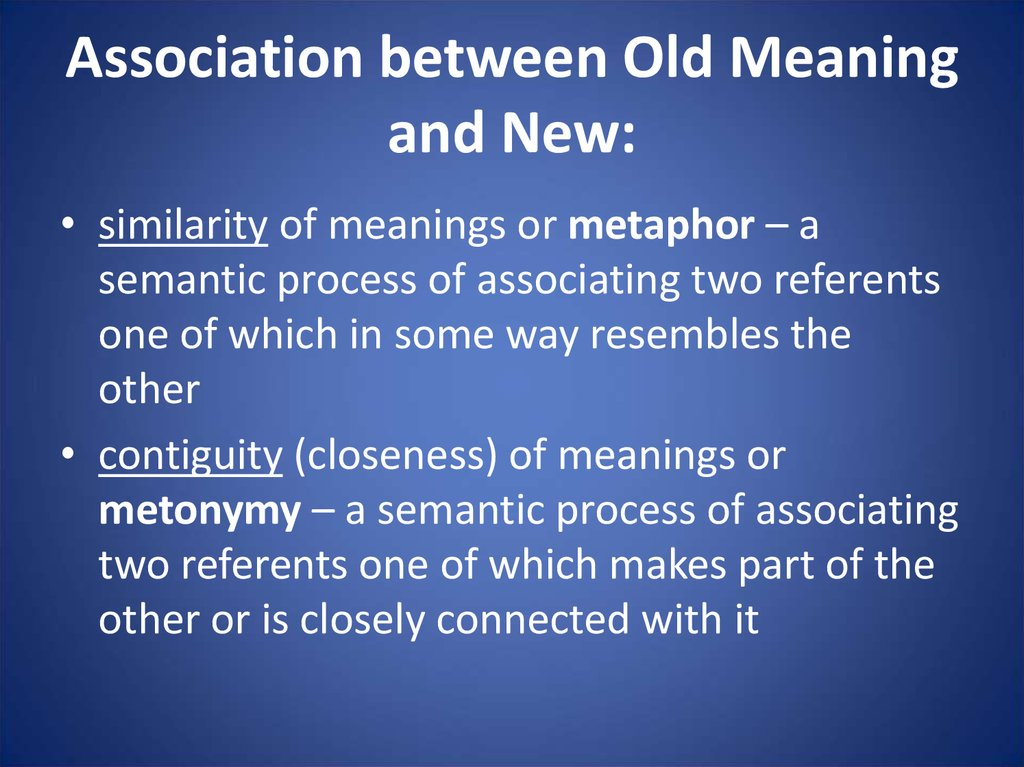 Association between Old Meaning
and New:
• similarity of meanings or metaphor – a
semantic process of associating two referents
one of which in some way resembles the
other
• contiguity (closeness) of meanings or
metonymy – a semantic process of associating
two referents one of which makes part of the
other or is closely connected with it